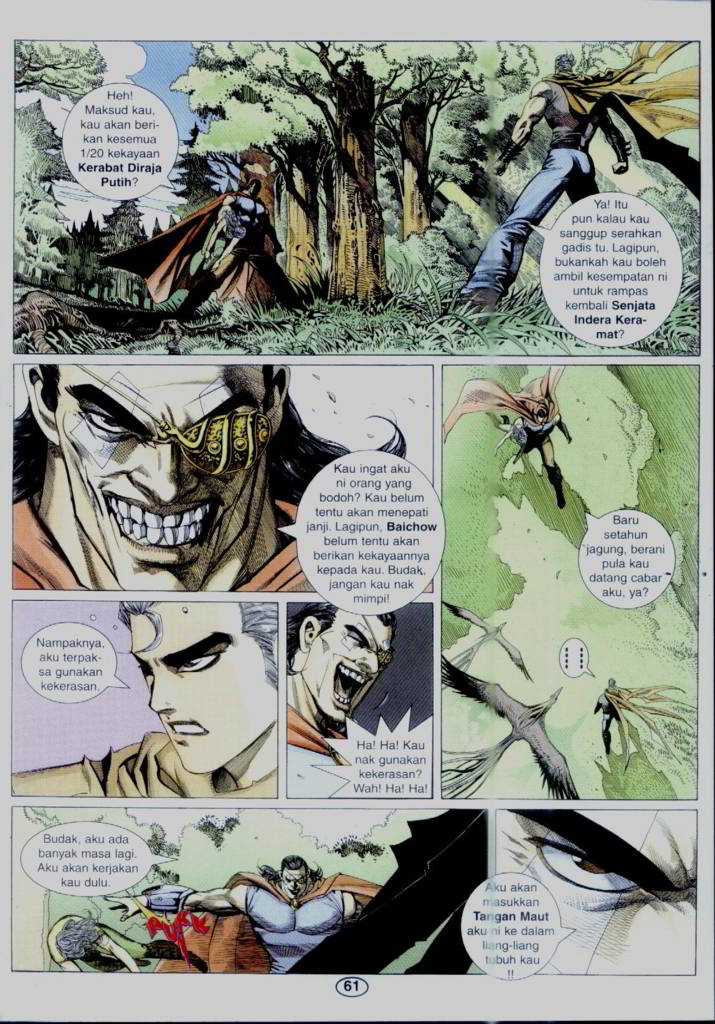 Heh!
Maksud kau,
kau akan beri-
kan kesemua
1/20 kekayaan
Kerabat Diraja
Putih?
Ya! Itu
pun kalau kau
sanggup serahkan
gadis tu. Lagipun,
bukankah kau boleh
ambil kesempatan ni
untuk rampas
kembali Senjata
Indera Kera-
mat?
Kau ingat aku
ni orang yang
bodoh? Kau belum
tentu akan menepati
janji. Lagipun, Baichow
belum tentu akan
berikan kekayaannya
kepada kau. Budak,
jangan kau nak
mimpi!
Baru
setahun
jagung, berani
pula kau
datang cabar
aku, ya?
!!!!
Nampaknya,
aku terpak-
sa gunakan
kekerasan.
Ha! Ha! Kau
nak gunakan
kekerasan?
Wah! Ha! Ha!
Budak, aku ada
banyak masa lagi.
Aku akan kerjakan
kau dulu.
Aku akan
masukkan
Tangan Maut
aku ni ke dalam
liang-liang
tubuh kau
!!
61